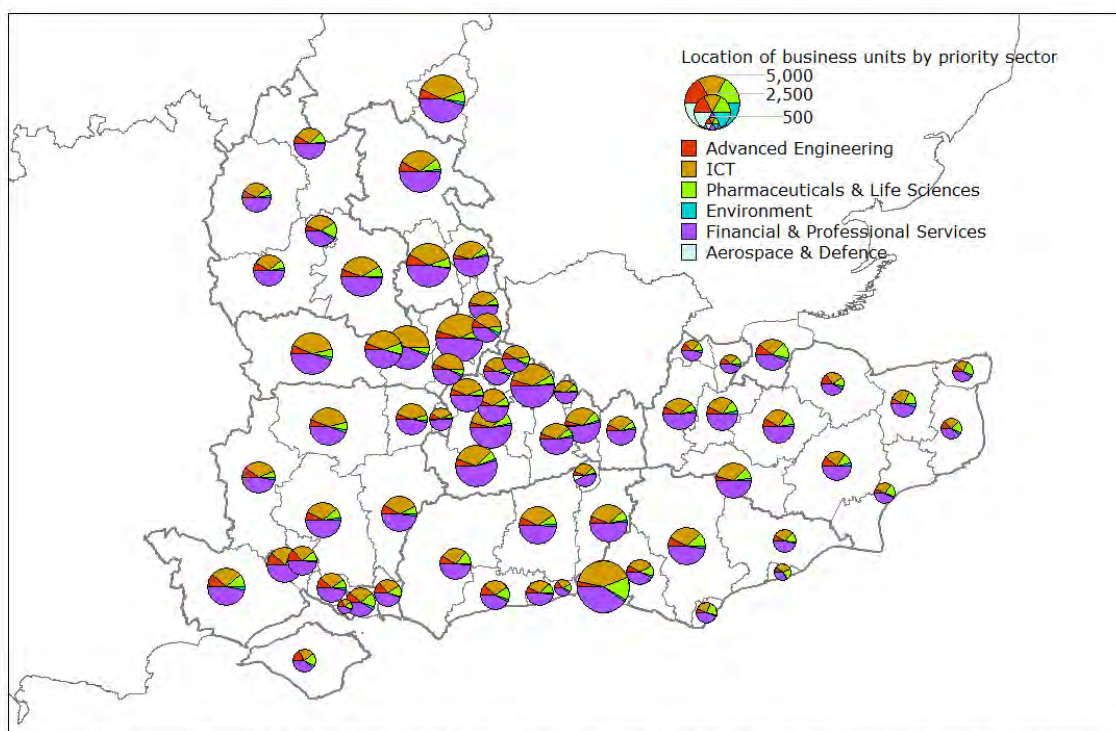 Location of business units by priority sector
5,000
2,500
500
Advanced Engineering
ICT
Pharmaceuticals & Life Sciences
Environment
Financial & Professional Services
Aerospace & Defence